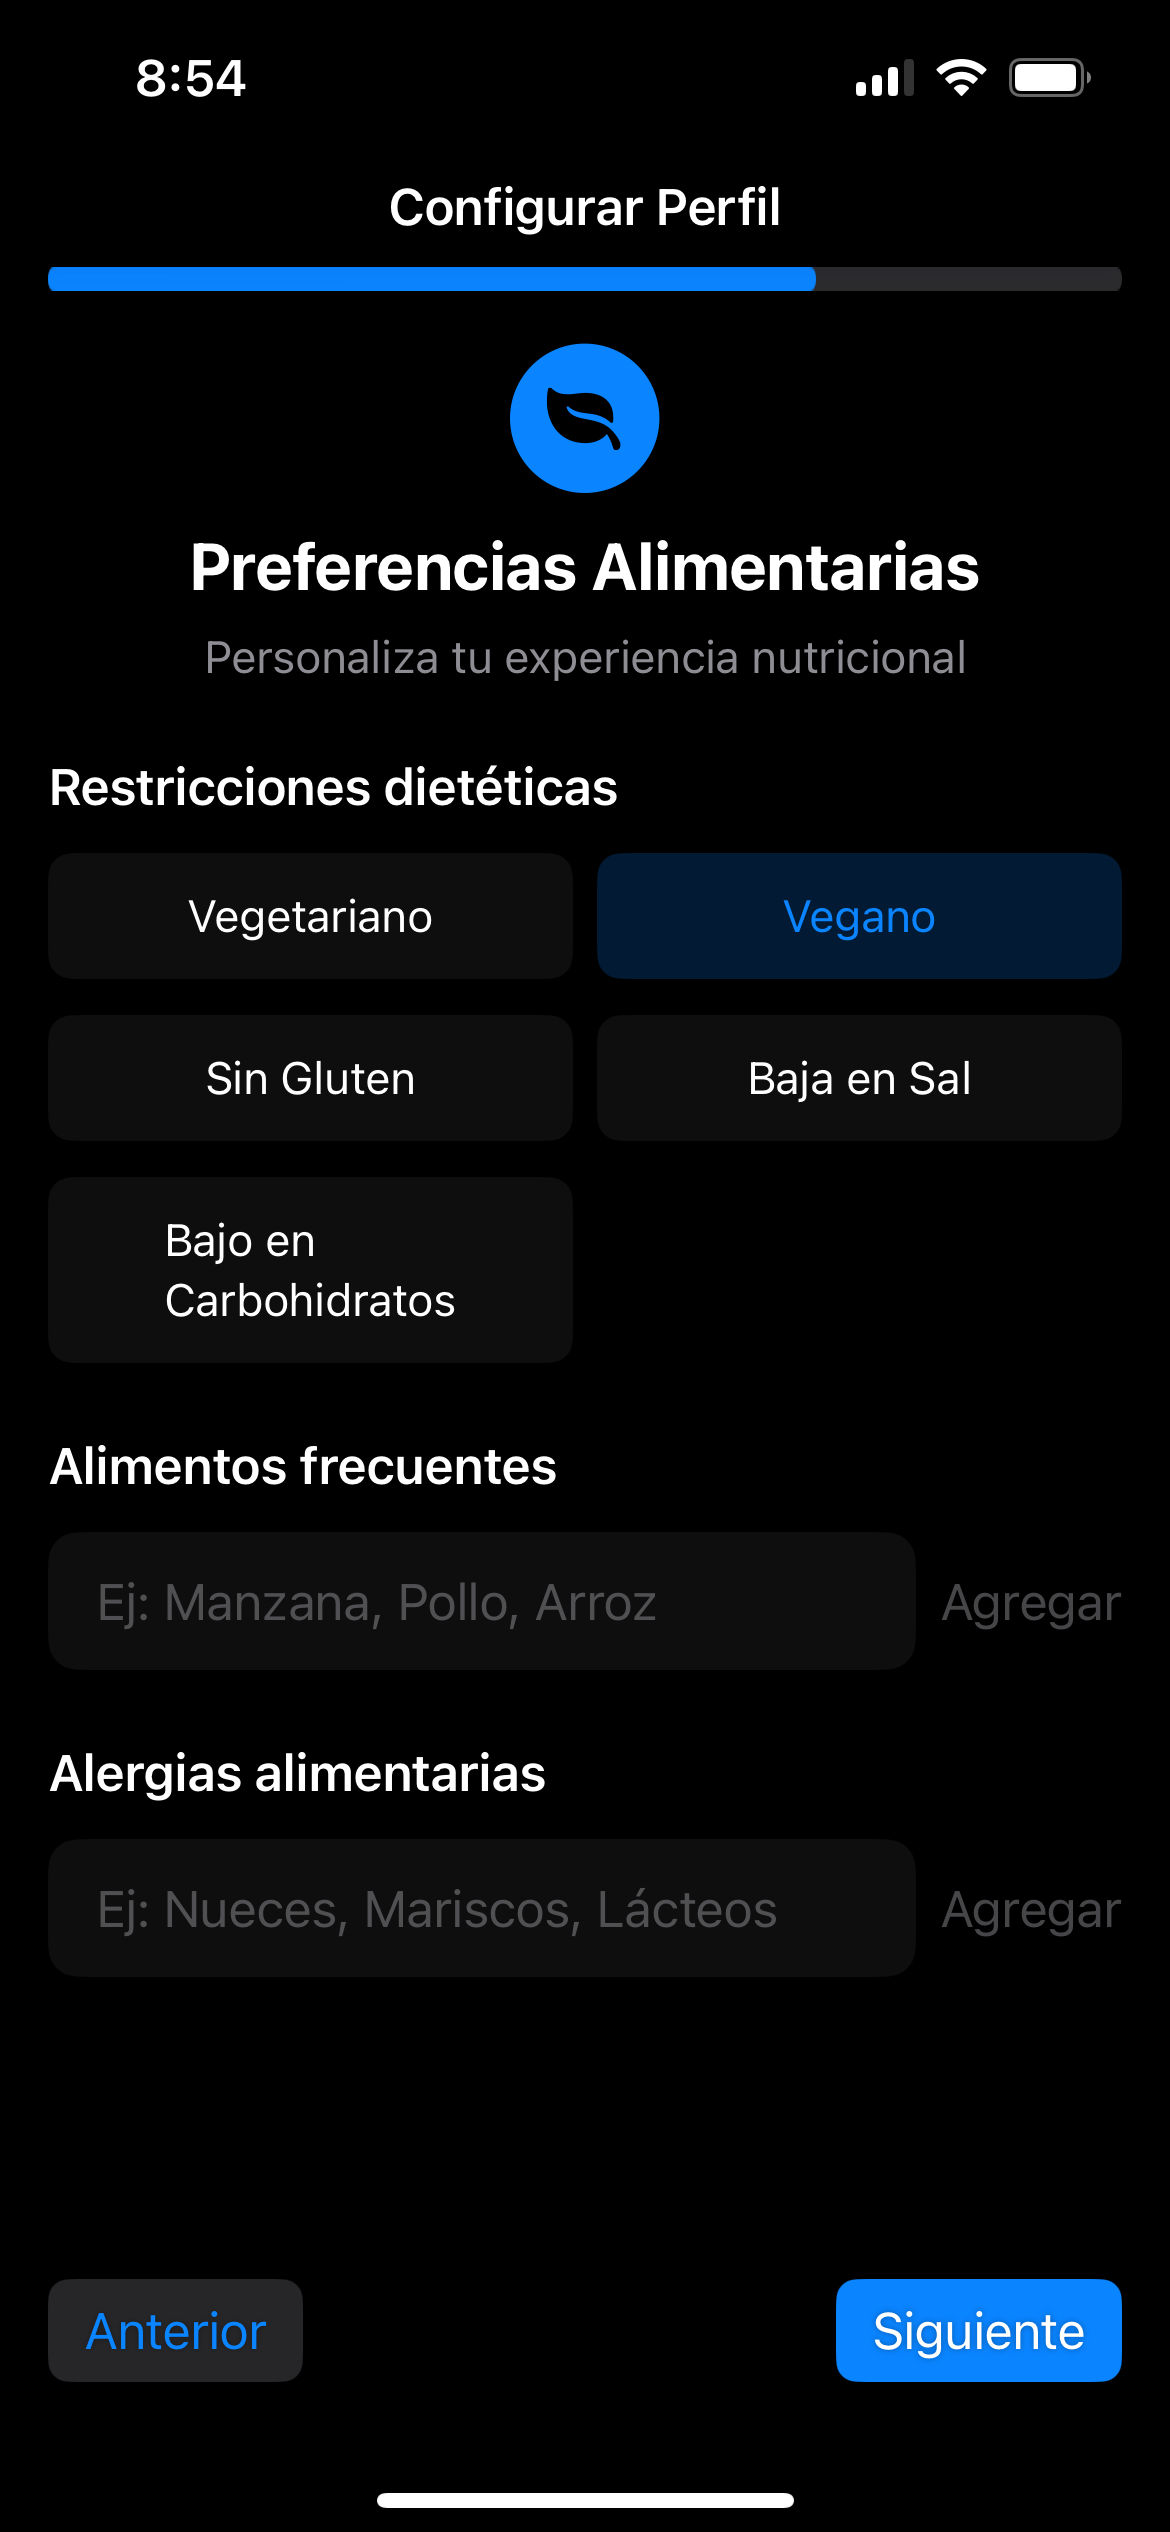 8:54
Configurar Perfil
Preferencias Alimentarias
Personaliza tu experiencia nutricional
Restricciones dietéticas
Vegetariano
Vegano
Sin Gluten
Baja en Sal
Bajo en
Carbohidratos
Alimentos frecuentes
Ej: Manzana, Pollo, Arroz
Agregar
Alergias alimentarias
Ej: Nueces, Mariscos, Lácteos
Agregar
Anterior
Siguiente